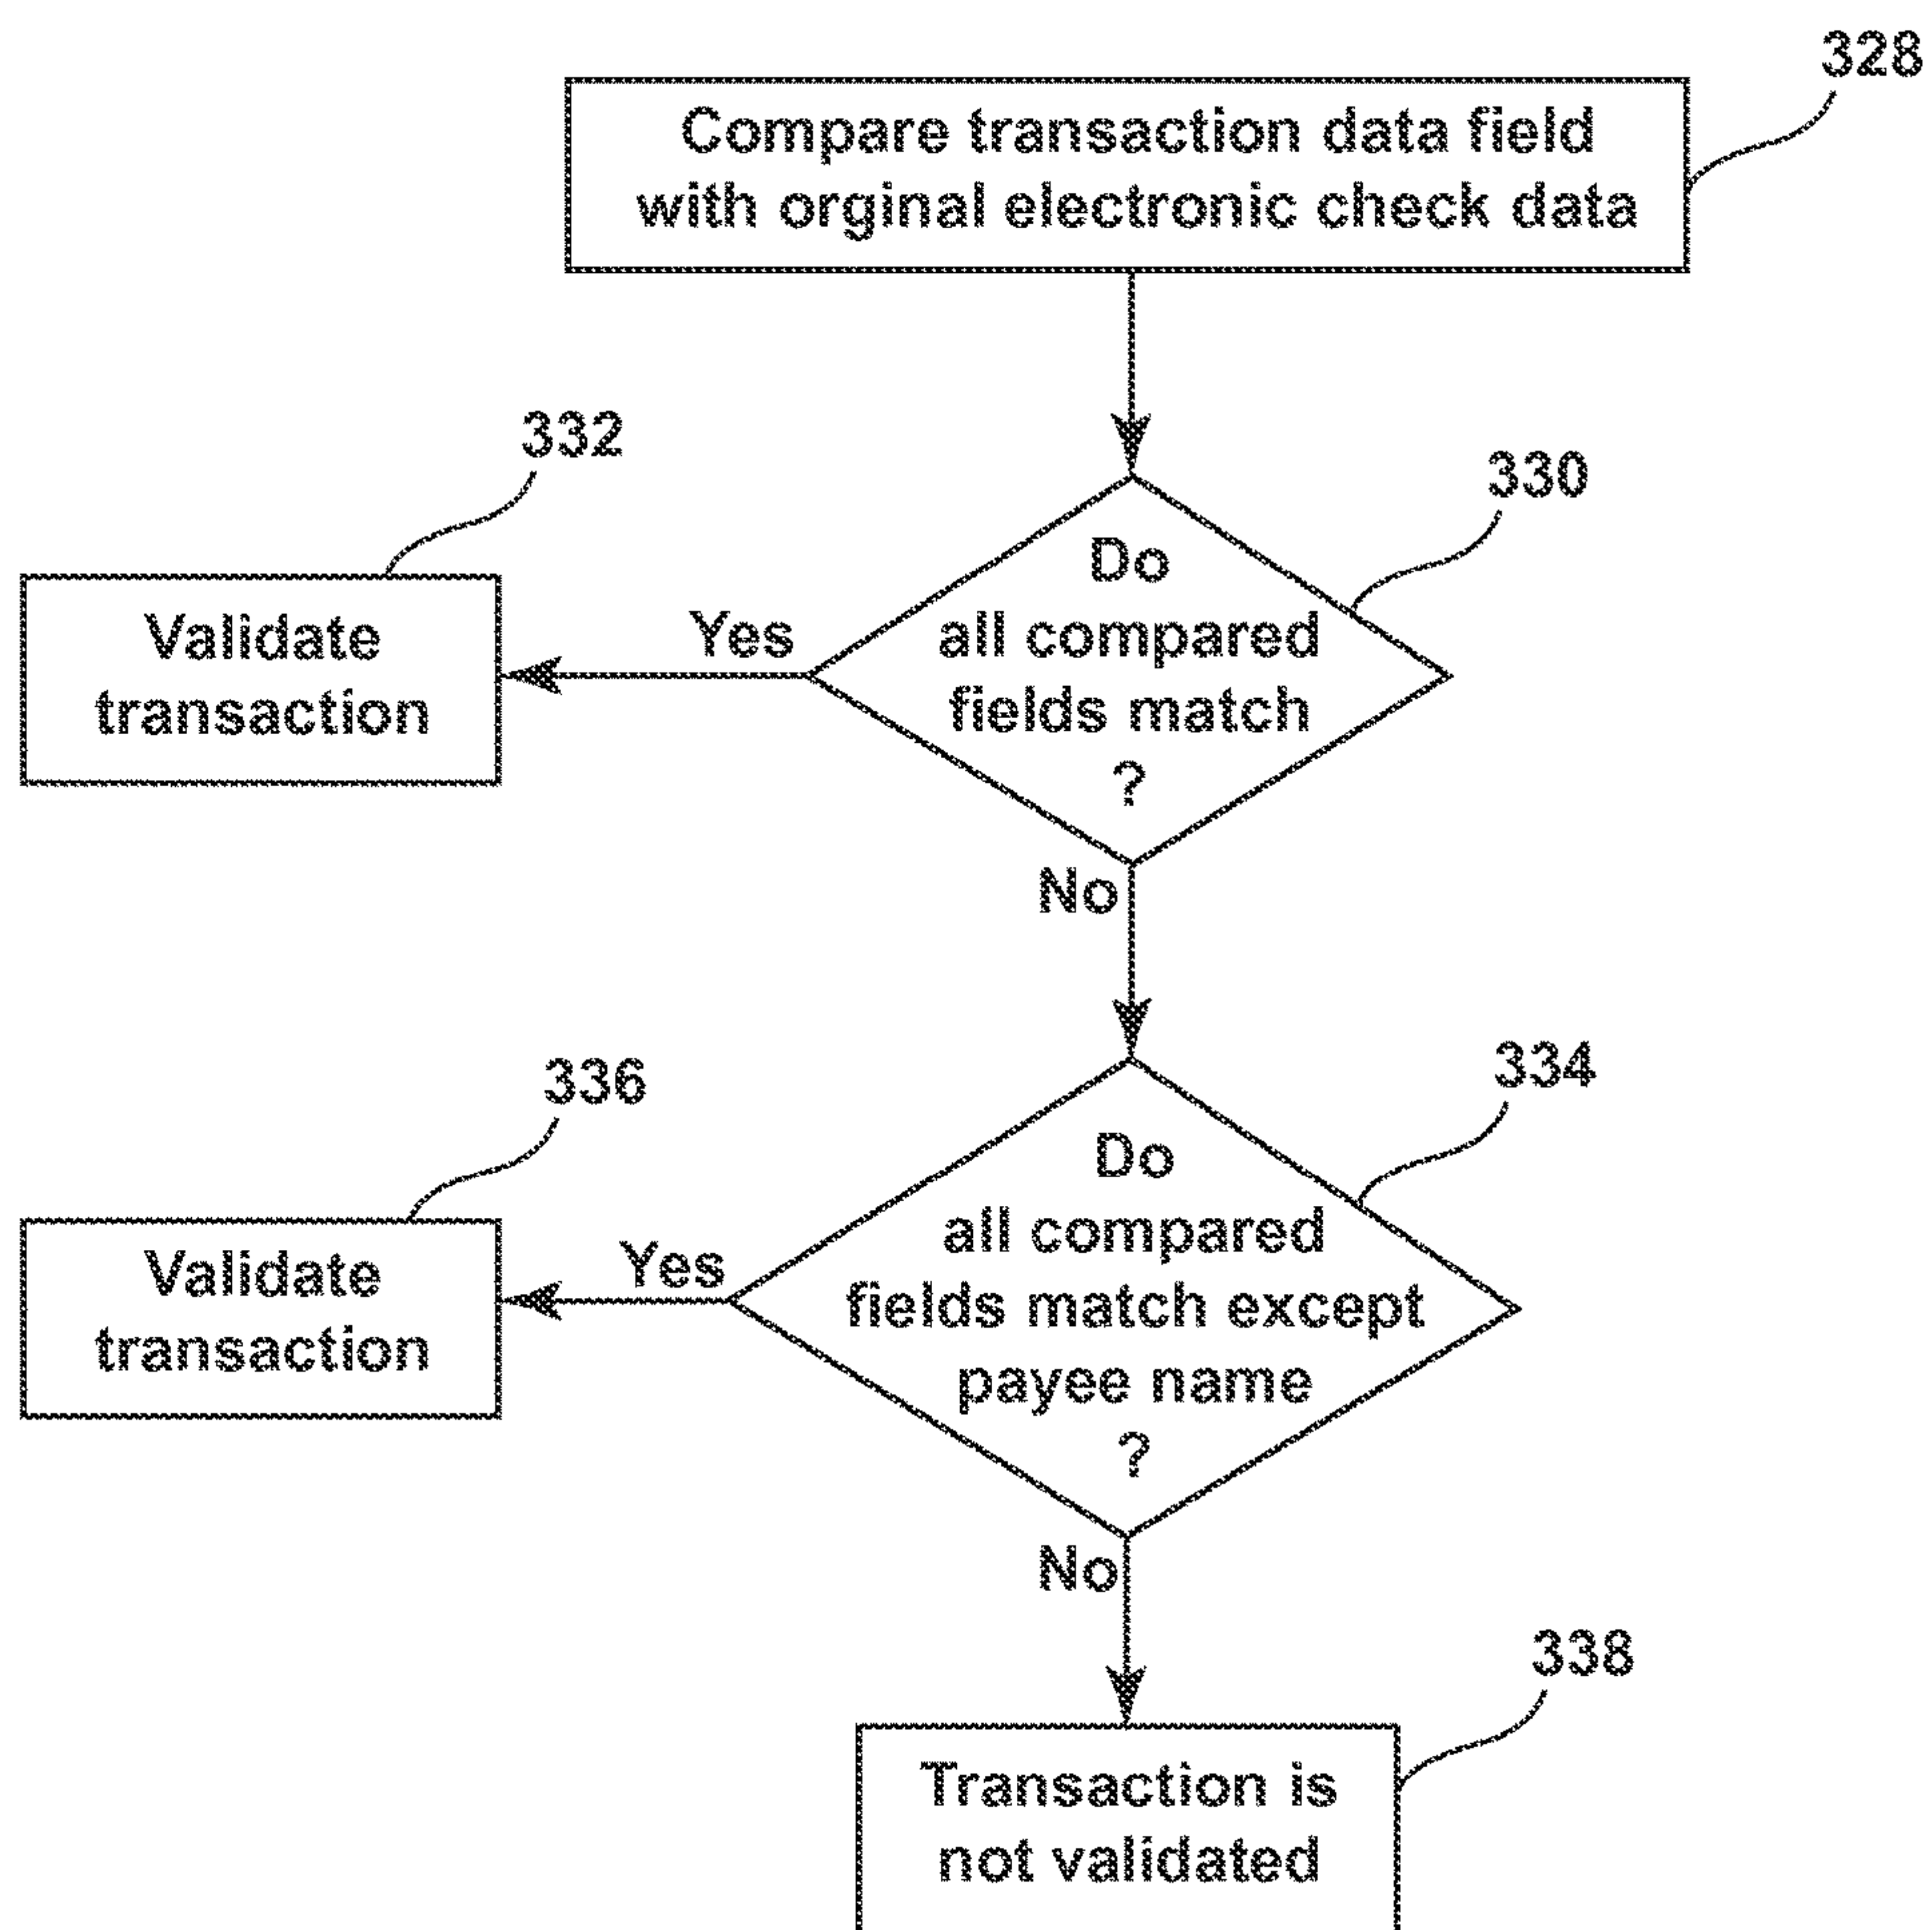 328
Compare transaction data field
with orginal electronic check data
332
330
Do
all compared
fields match
?
Yes
Validate
transaction
No
336
334
Do
all compared
fields match except
payee name
?
Yes
Validate
transaction
No
338
Transaction is
not validated